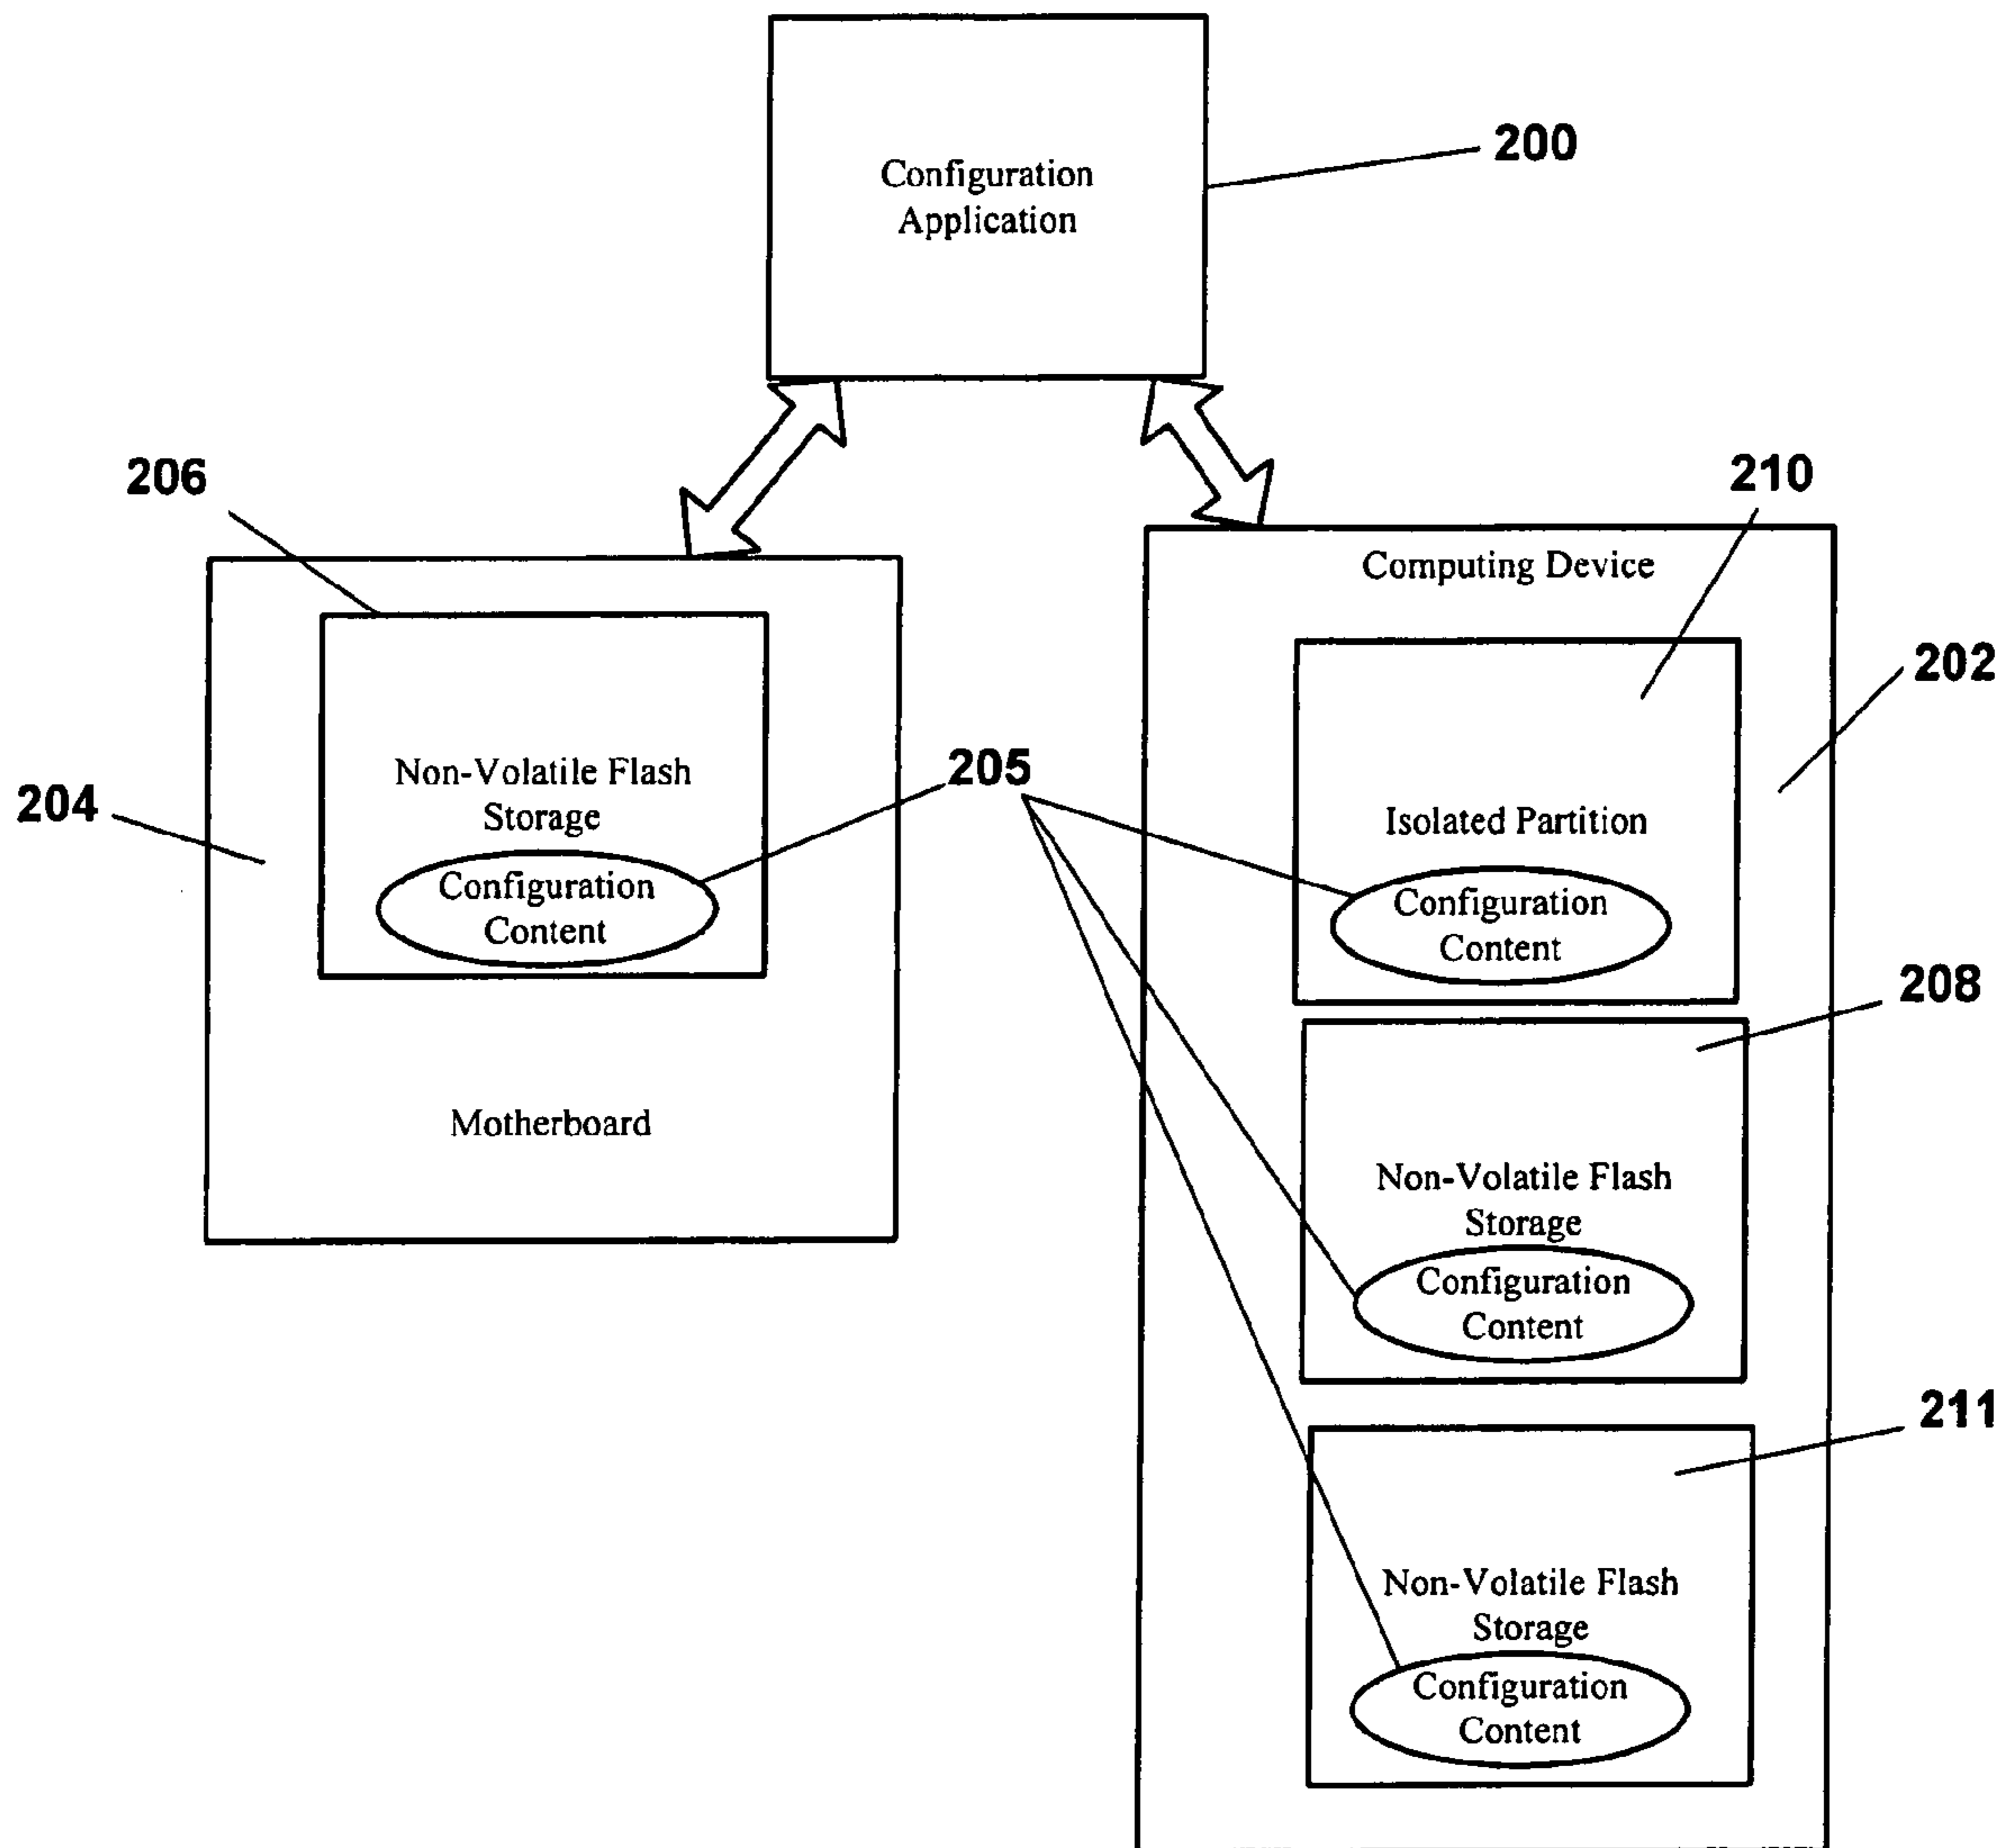 Configuration
Application
200
206
210
Computing Device
202
204
205
Non-Volatile Flash
Storage
Configuration
Content
Motherboard
Isolated Partition
Configuration
Content
208
Non-Volatile Flash
Storage
Configuration
Content
211
Non-Volatile Flash
Storage
Configuration
Content